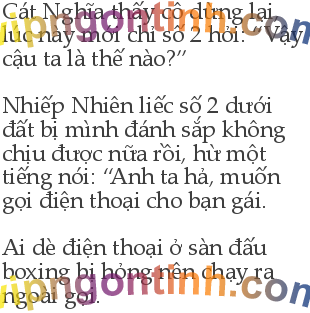 Cát Nghĩa thấy cô dừng lại,
lúc này mới chỉ số 2 hỏi: “Vậy
cậu ta là thế nào?”
Nhiếp Nhiên liếc số 2 dưới
đất bị mình đánh sắp không
chịu được nữa rồi, hừ một
tiếng nói: “Anh ta hả, muốn
gọi điện thoại cho bạn gái.
Ai dè điện thoại ở sàn đấu
boxing bị hỏng nên chạy ra
ngoài gọi.
vipngontinh.com
vipngontinh.com